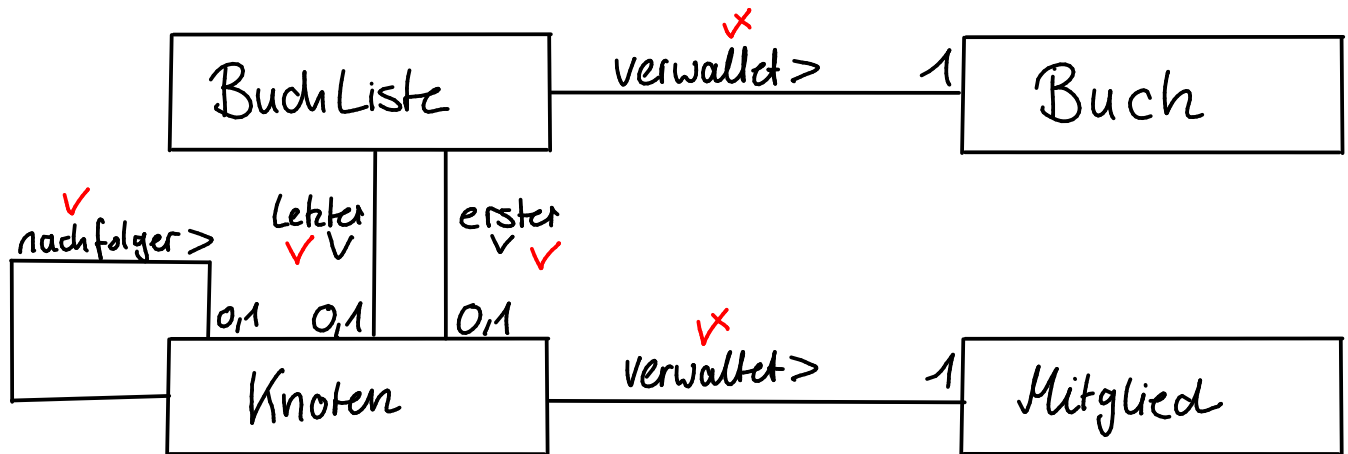 verwaltet >
BuchListe
1
Buch
nachfolger >
letzter
erster
0,1
0,1
0,1
verwaltet >
1
Knoten
Mitglied